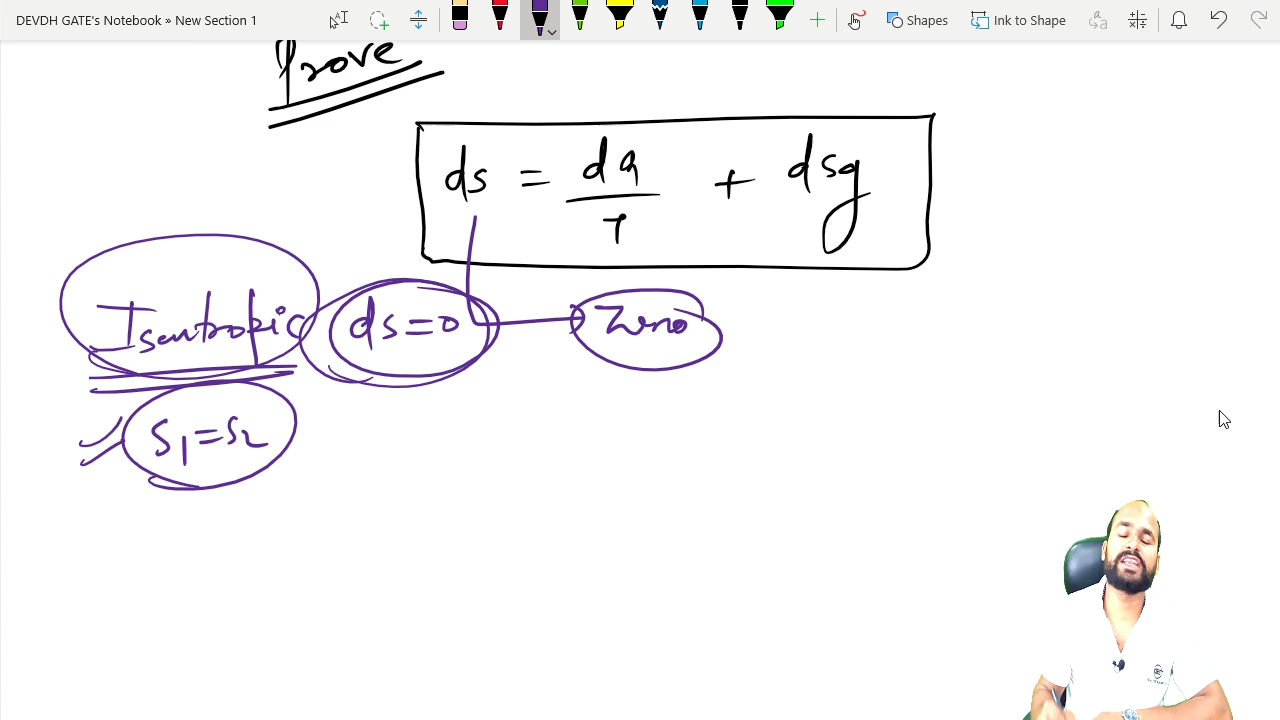 DEVDH GATE's Notebook » New Section 1
Shapes
Ink to Shape
Prove
ds = dq/T + dsg
Isentropic ds=0 Zero
S1=S2